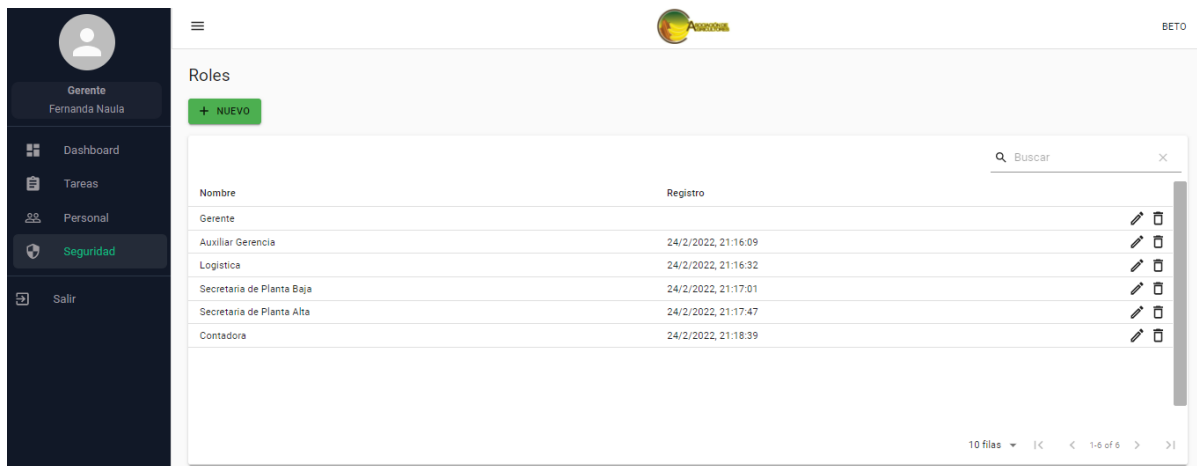 Gerente
Fernanda Naula
Dashboard
Tareas
Personal
Seguridad
Salir
ASOCIACIÓN DE
AGRICULTORES
BETO
Roles
+ NUEVO
Buscar
Nombre Registro
Gerente
Auxiliar Gerencia 24/2/2022, 21:16:09
Logistica 24/2/2022, 21:16:32
Secretaria de Planta Baja 24/2/2022, 21:17:01
Secretaria de Planta Alta 24/2/2022, 21:17:47
Contadora 24/2/2022, 21:18:39
10 filas 1-6 of 6